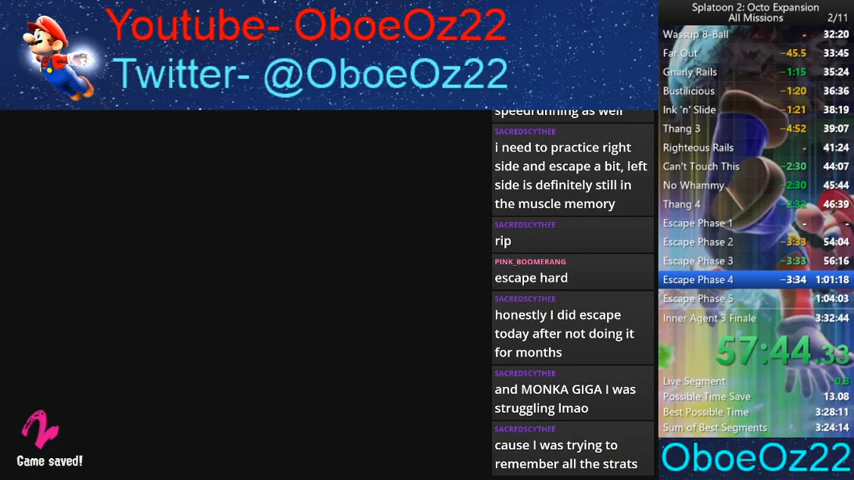 Youtube- OboeOz22
Twitter- @OboeOz22
speedrunning as well
SACREDSCYTHEE
i need to practice right
side and escape a bit, left
side is definitely still in
the muscle memory
SACREDSCYTHEE
rip
PINK_BOOMERANG
escape hard
SACREDSCYTHEE
honestly I did escape
today after not doing it
for months
SACREDSCYTHEE
and MONKA GIGA I was
struggling lmao
SACREDSCYTHEE
cause I was trying to
remember all the strats
Game saved!
Splatoon 2: Octo Expansion
All Missions 2/11
Wassup 8-Ball - 32:20
Far Out -45.5 33:45
Gnarly Rails -1:15 35:24
Bustilicious -1:20 36:36
Ink 'n' Slide -1:21 38:19
Thang 3 -4:52 39:07
Righteous Rails - 41:24
Can't Touch This -2:30 44:07
No Whammy -2:30 45:44
Thang 4 -2:32 46:39
Escape Phase 1 - -
Escape Phase 2 -3:33 54:04
Escape Phase 3 -3:33 56:16
Escape Phase 4 -3:34 1:01:18
Escape Phase 5 1:04:03
Inner Agent 3 Finale 3:32:44
57:44.33
Live Segment -0.8
Possible Time Save 13.08
Best Possible Time 3:28:11
Sum of Best Segments 3:24:14
OboeOz22